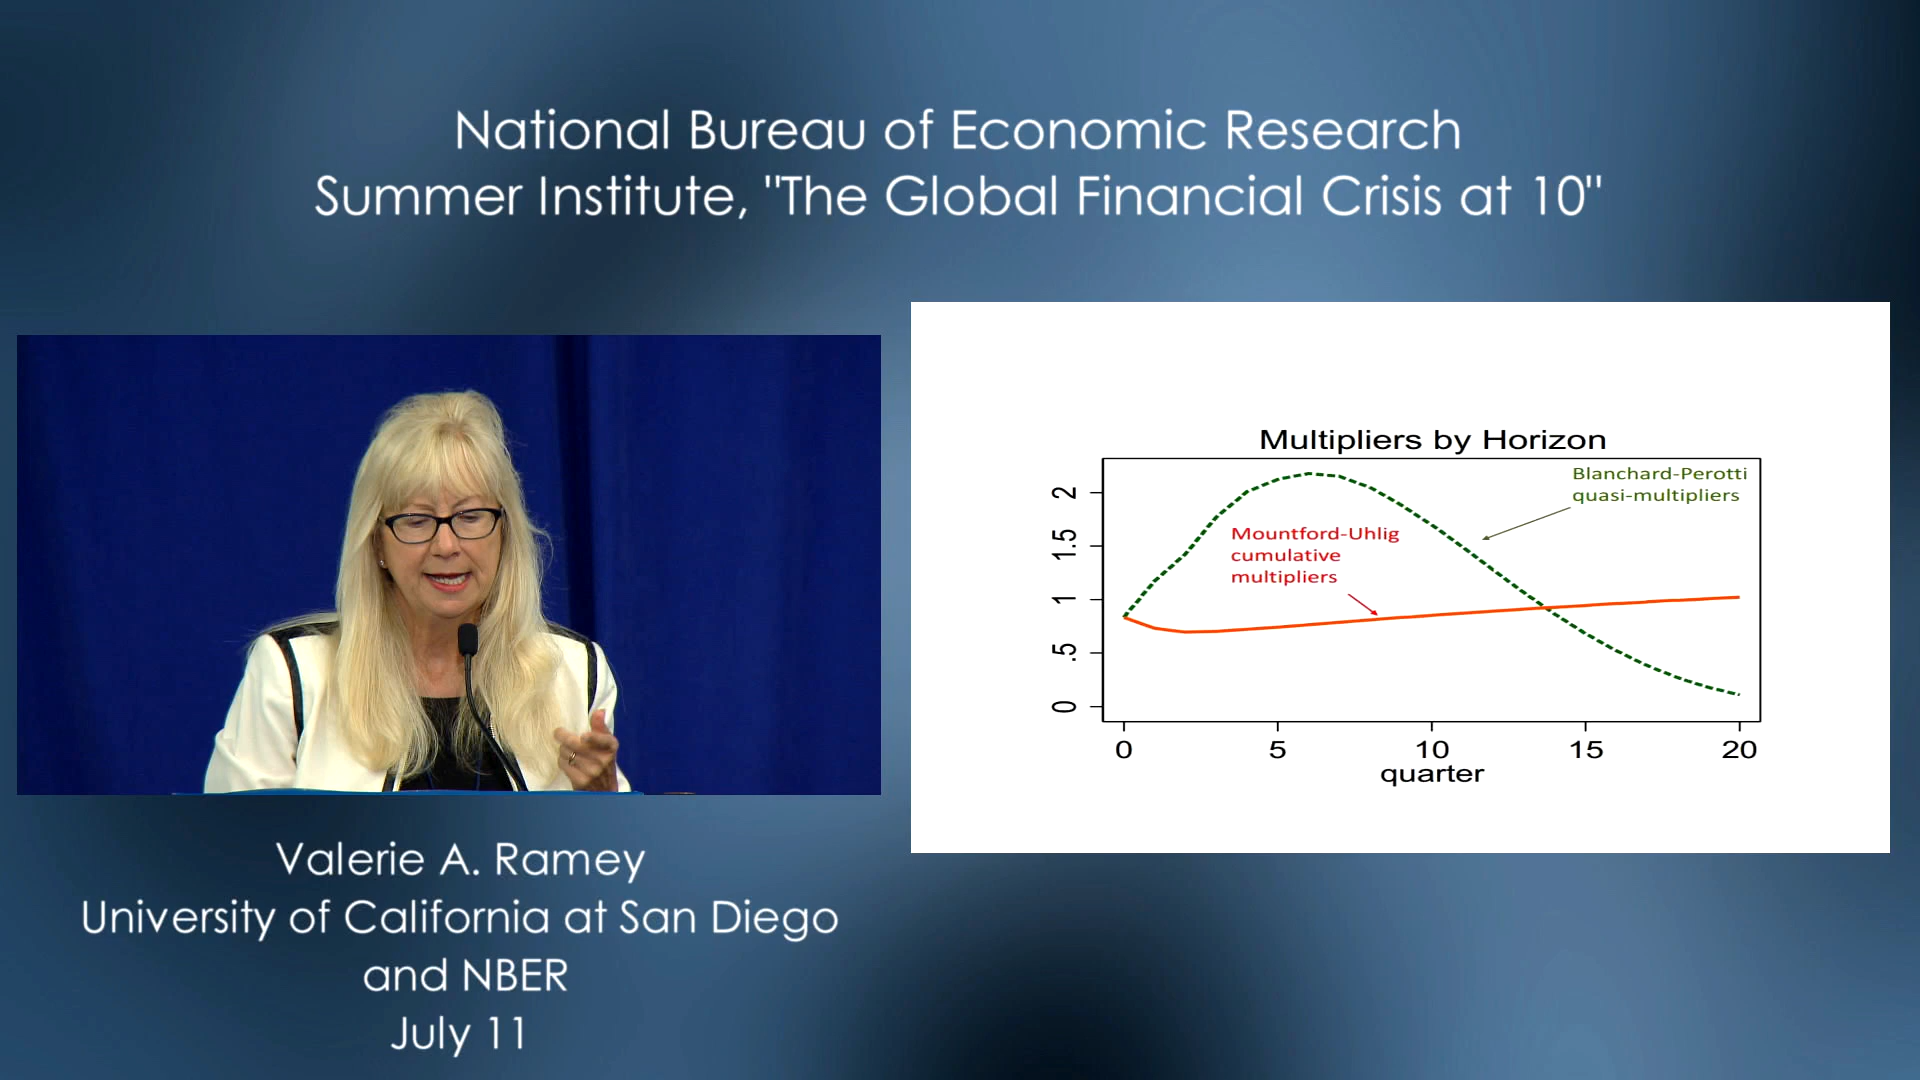 National Bureau of Economic Research
Summer Institute, "The Global Financial Crisis at 10"
Multipliers by Horizon
Blanchard-Perotti
quasi-multipliers
Mountford-Uhlig
cumulative
multipliers
2
1.5
1
.5
0
0 5 10 15 20
quarter
Valerie A. Ramey
University of California at San Diego
and NBER
July 11